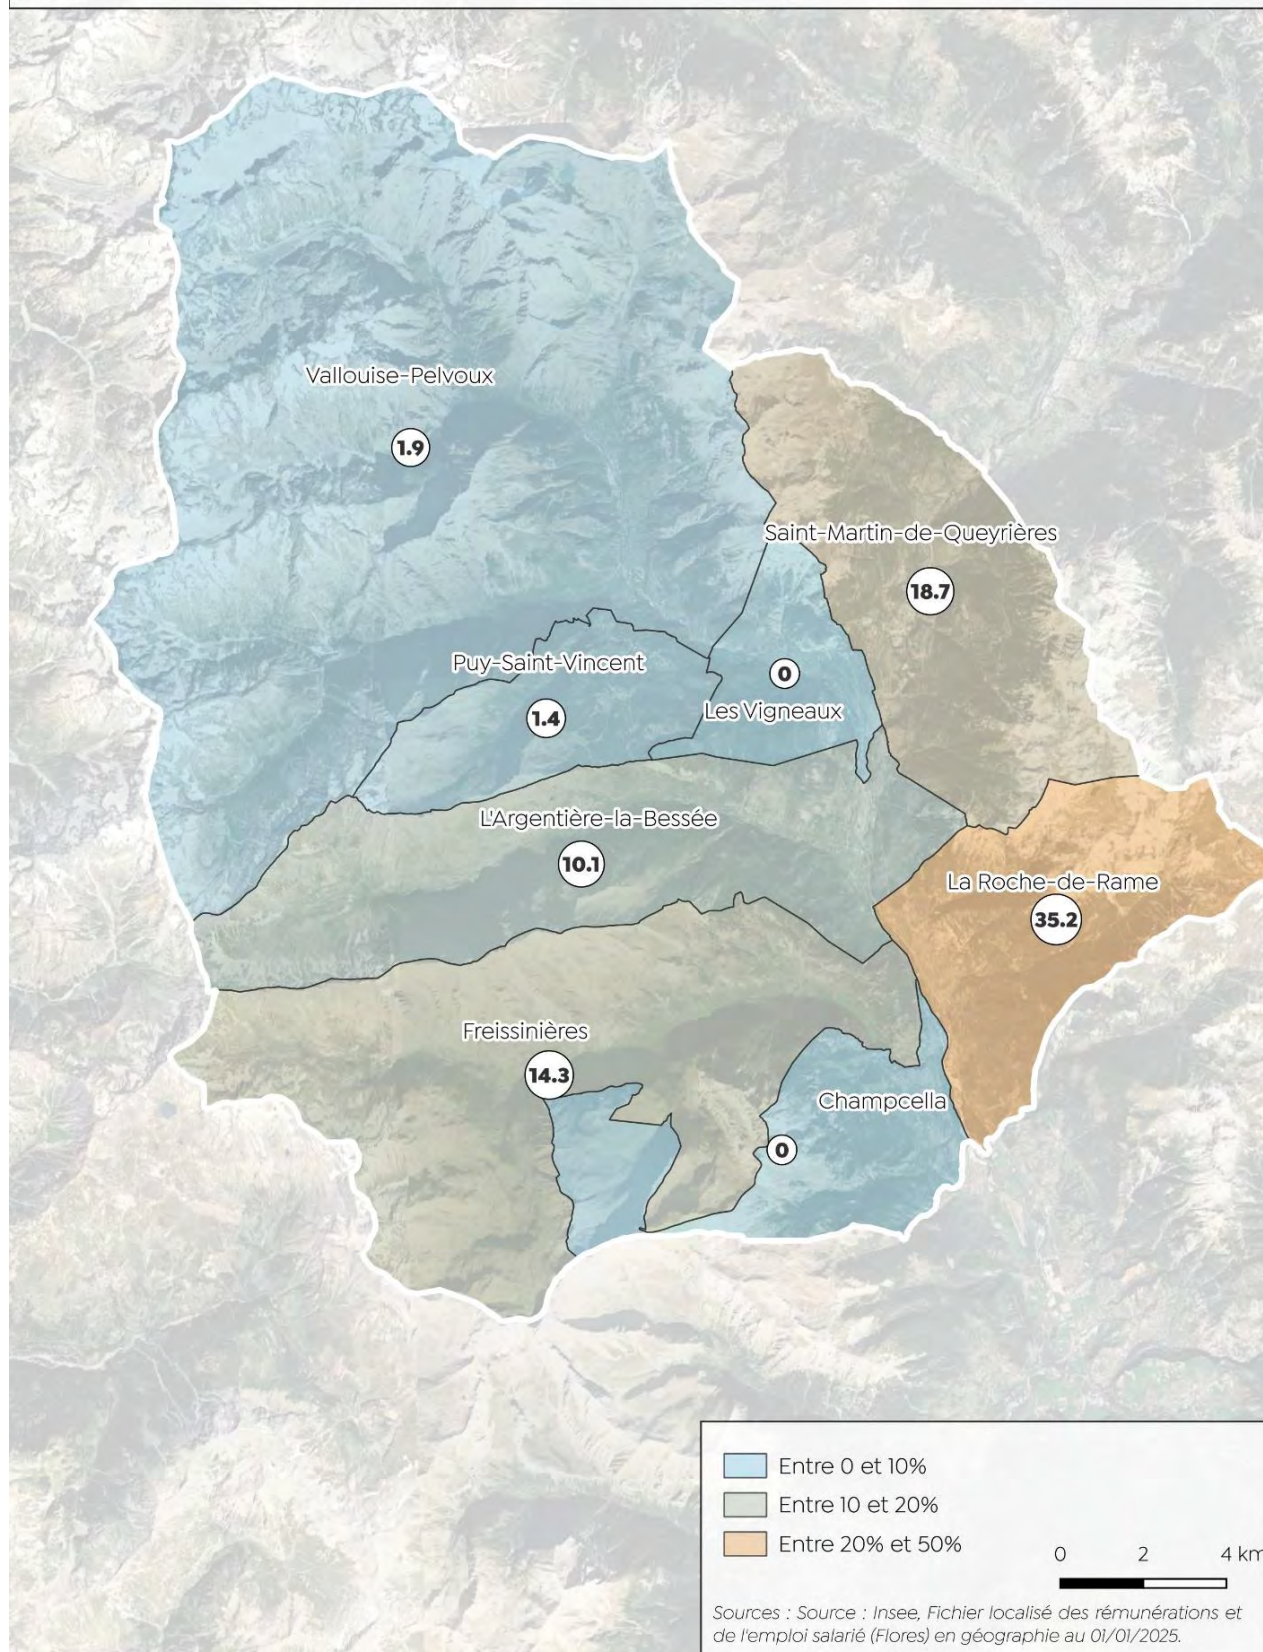 Vallouise-Pelvoux
1.9
Saint-Martin-de-Queyrières
18.7
Puy-Saint-Vincent
1.4
0
Les Vigneaux
L'Argentière-la-Bessée
10.1
La Roche-de-Rame
35.2
Freissinières
14.3
Champcella
0
Entre 0 et 10%
Entre 10 et 20%
Entre 20% et 50%
0 2 4 km
Sources : Source : Insee, Fichier localisé des rémunérations et
de l'emploi salarié (Flores) en géographie au 01/01/2025.